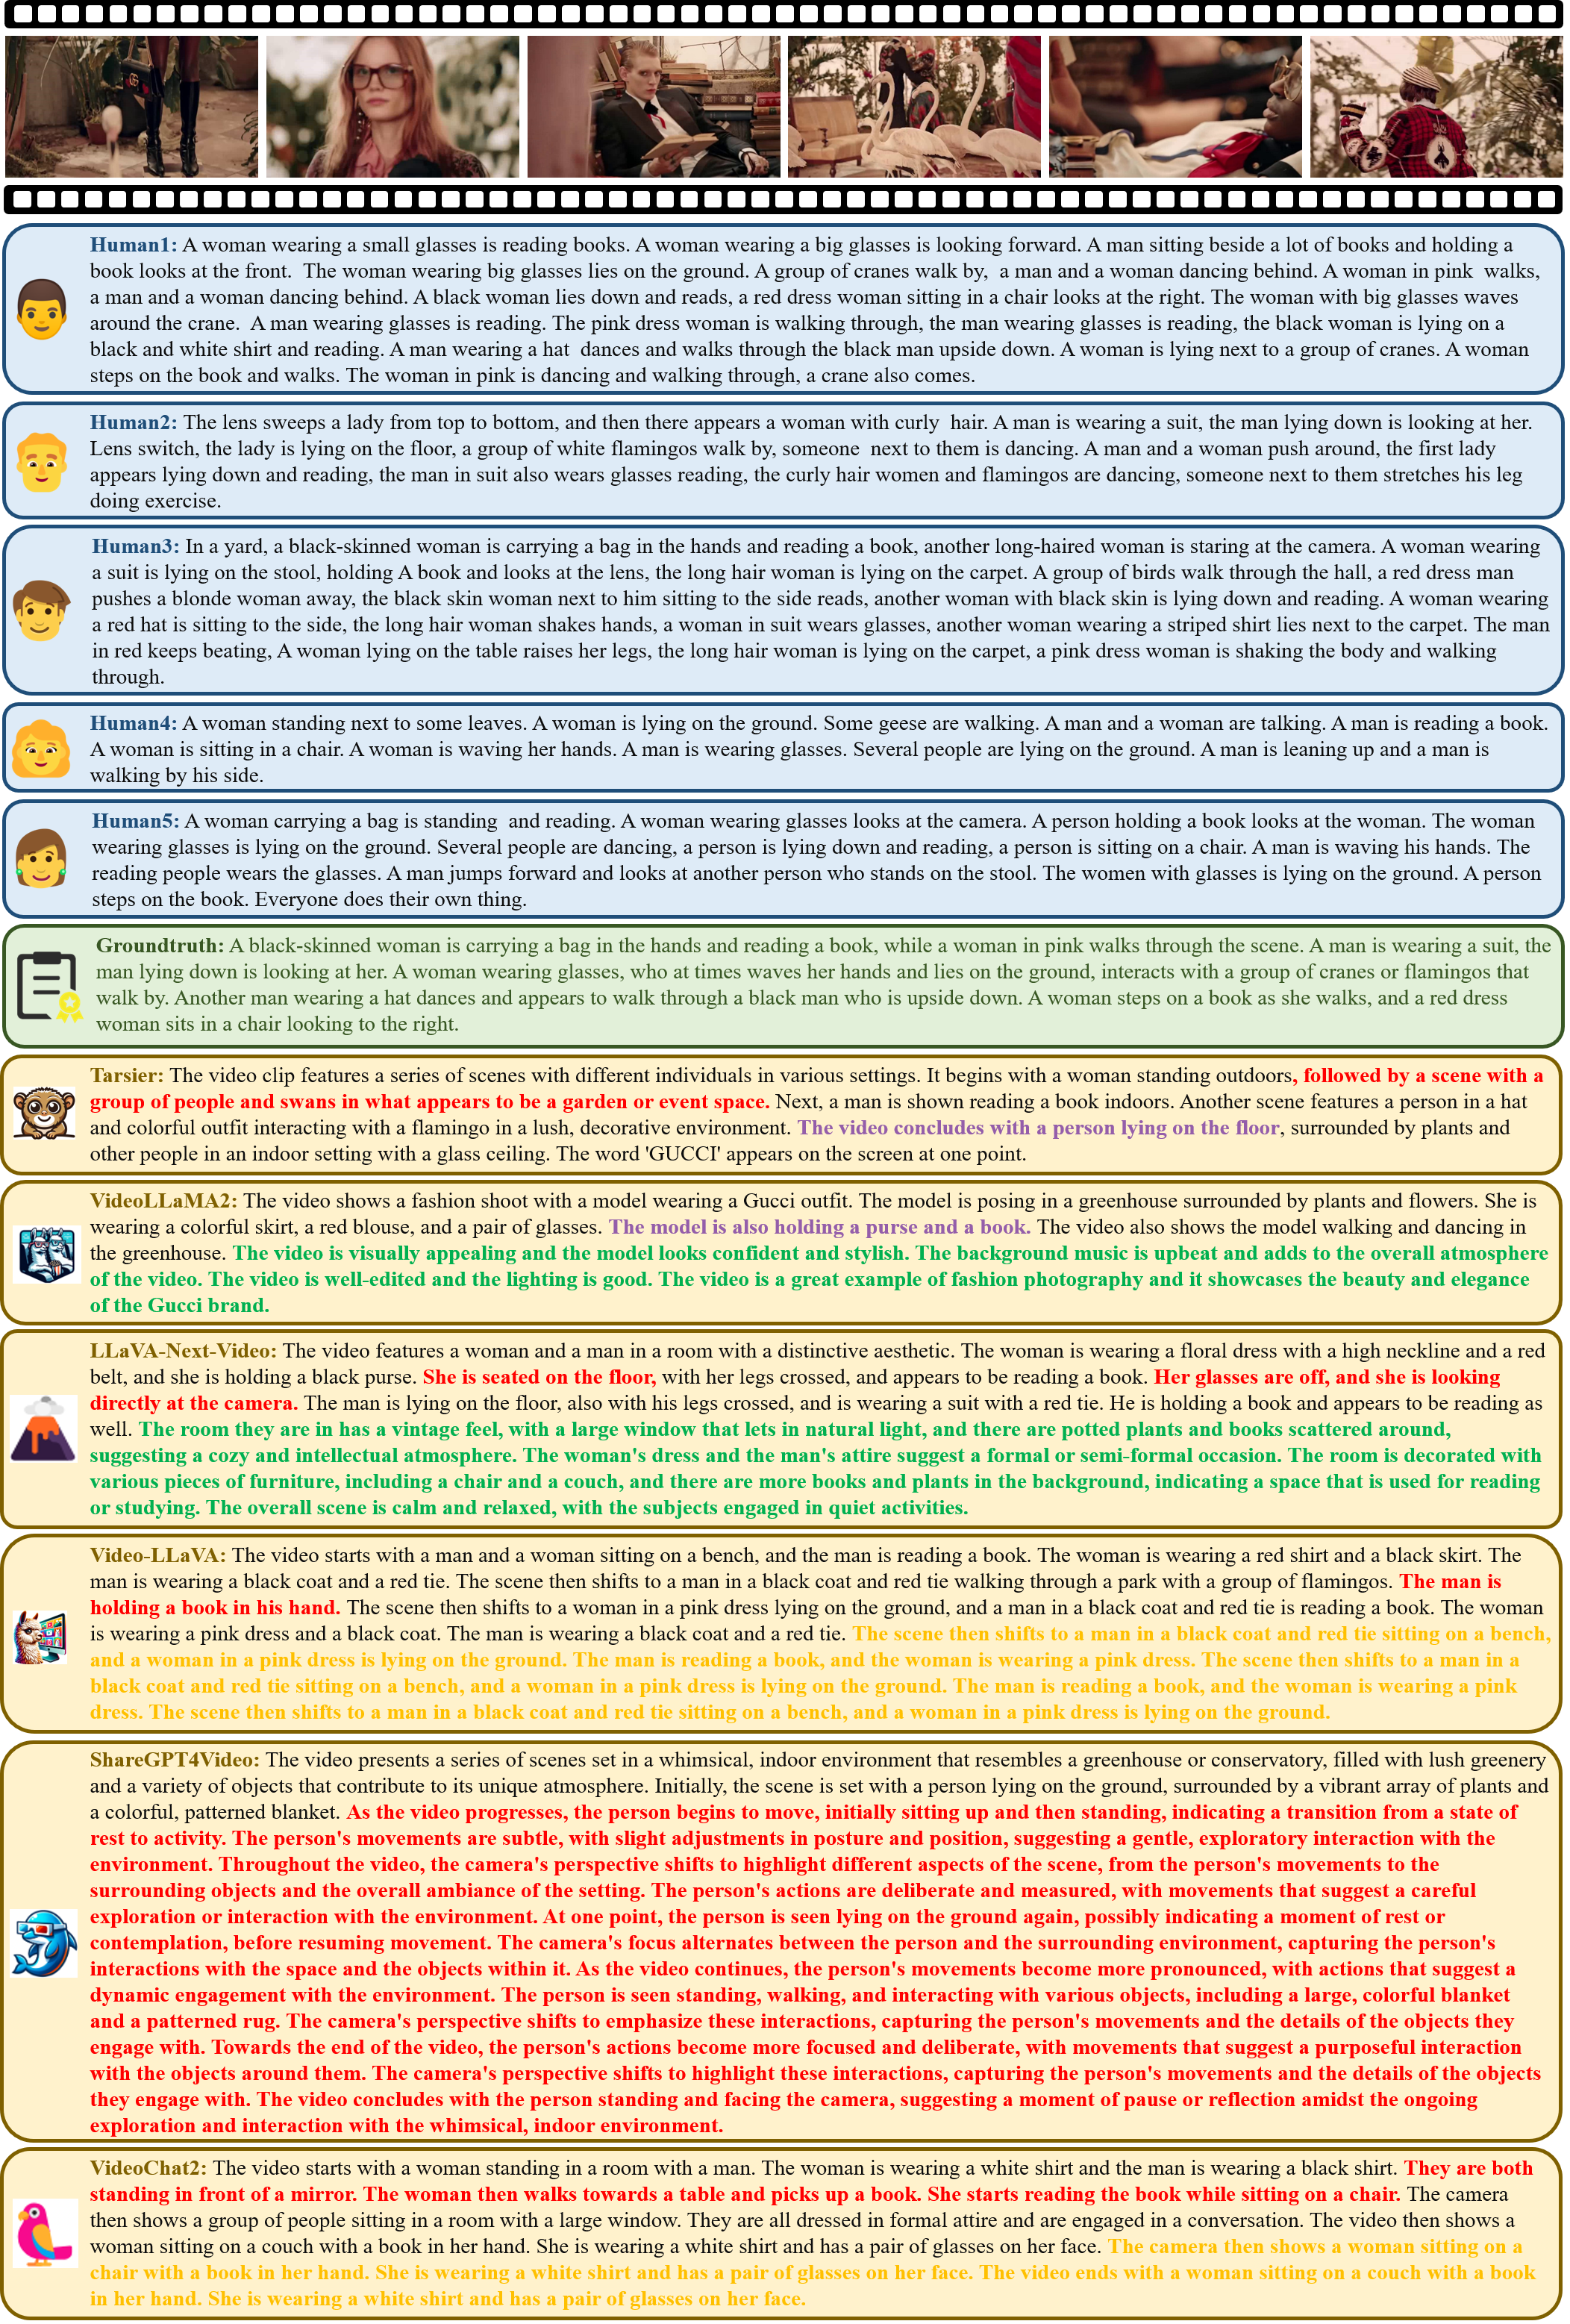 Human1: A woman wearing a small glasses is reading books. A woman wearing a big glasses is looking forward. A man sitting beside a lot of books and holding a
book looks at the front. The woman wearing big glasses lies on the ground. A group of cranes walk by, a man and a woman dancing behind. A woman in pink walks,
a man and a woman dancing behind. A black woman lies down and reads, a red dress woman sitting in a chair looks at the right. The woman with big glasses waves
around the crane. A man wearing glasses is reading. The pink dress woman is walking through, the man wearing glasses is reading, the black woman is lying on a
black and white shirt and reading. A man wearing a hat dances and walks through the black man upside down. A woman is lying next to a group of cranes. A woman
steps on the book and walks. The woman in pink is dancing and walking through, a crane also comes.
Human2: The lens sweeps a lady from top to bottom, and then there appears a woman with curly hair. A man is wearing a suit, the man lying down is looking at her.
Lens switch, the lady is lying on the floor, a group of white flamingos walk by, someone next to them is dancing. A man and a woman push around, the first lady
appears lying down and reading, the man in suit also wears glasses reading, the curly hair women and flamingos are dancing, someone next to them stretches his leg
doing exercise.
Human3: In a yard, a black-skinned woman is carrying a bag in the hands and reading a book, another long-haired woman is staring at the camera. A woman wearing
a suit is lying on the stool, holding A book and looks at the lens, the long hair woman is lying on the carpet. A group of birds walk through the hall, a red dress man
pushes a blonde woman away, the black skin woman next to him sitting to the side reads, another woman with black skin is lying down and reading. A woman wearing
a red hat is sitting to the side, the long hair woman shakes hands, a woman in suit wears glasses, another woman wearing a striped shirt lies next to the carpet. The man
in red keeps beating, A woman lying on the table raises her legs, the long hair woman is lying on the carpet, a pink dress woman is shaking the body and walking
through.
Human4: A woman standing next to some leaves. A woman is lying on the ground. Some geese are walking. A man and a woman are talking. A man is reading a book.
A woman is sitting in a chair. A woman is waving her hands. A man is wearing glasses. Several people are lying on the ground. A man is leaning up and a man is
walking by his side.
Human5: A woman carrying a bag is standing and reading. A woman wearing glasses looks at the camera. A person holding a book looks at the woman. The woman
wearing glasses is lying on the ground. Several people are dancing, a person is lying down and reading, a person is sitting on a chair. A man is waving his hands. The
reading people wears the glasses. A man jumps forward and looks at another person who stands on the stool. The women with glasses is lying on the ground. A person
steps on the book. Everyone does their own thing.
Groundtruth: A black-skinned woman is carrying a bag in the hands and reading a book, while a woman in pink walks through the scene. A man is wearing a suit, the
man lying down is looking at her. A woman wearing glasses, who at times waves her hands and lies on the ground, interacts with a group of cranes or flamingos that
walk by. Another man wearing a hat dances and appears to walk through a black man who is upside down. A woman steps on a book as she walks, and a red dress
woman sits in a chair looking to the right.
Tarsier: The video clip features a series of scenes with different individuals in various settings. It begins with a woman standing outdoors, followed by a scene with a
group of people and swans in what appears to be a garden or event space. Next, a man is shown reading a book indoors. Another scene features a person in a hat
and colorful outfit interacting with a flamingo in a lush, decorative environment. The video concludes with a person lying on the floor, surrounded by plants and
other people in an indoor setting with a glass ceiling. The word 'GUCCI' appears on the screen at one point.
VideoLLaMA2: The video shows a fashion shoot with a model wearing a Gucci outfit. The model is posing in a greenhouse surrounded by plants and flowers. She is
wearing a colorful skirt, a red blouse, and a pair of glasses. The model is also holding a purse and a book. The video also shows the model walking and dancing in
the greenhouse. The video is visually appealing and the model looks confident and stylish. The background music is upbeat and adds to the overall atmosphere
of the video. The video is well-edited and the lighting is good. The video is a great example of fashion photography and it showcases the beauty and elegance
of the Gucci brand.
LLaVA-Next-Video: The video features a woman and a man in a room with a distinctive aesthetic. The woman is wearing a floral dress with a high neckline and a red
belt, and she is holding a black purse. She is seated on the floor, with her legs crossed, and appears to be reading a book. Her glasses are off, and she is looking
directly at the camera. The man is lying on the floor, also with his legs crossed, and is wearing a suit with a red tie. He is holding a book and appears to be reading as
well. The room they are in has a vintage feel, with a large window that lets in natural light, and there are potted plants and books scattered around,
suggesting a cozy and intellectual atmosphere. The woman's dress and the man's attire suggest a formal or semi-formal occasion. The room is decorated with
various pieces of furniture, including a chair and a couch, and there are more books and plants in the background, indicating a space that is used for reading
or studying. The overall scene is calm and relaxed, with the subjects engaged in quiet activities.
Video-LLaVA: The video starts with a man and a woman sitting on a bench, and the man is reading a book. The woman is wearing a red shirt and a black skirt. The
man is wearing a black coat and a red tie. The scene then shifts to a man in a black coat and red tie walking through a park with a group of flamingos. The man is
holding a book in his hand. The scene then shifts to a woman in a pink dress lying on the ground, and a man in a black coat and red tie is reading a book. The woman
is wearing a pink dress and a black coat. The man is wearing a black coat and a red tie. The scene then shifts to a man in a black coat and red tie sitting on a bench,
and a woman in a pink dress is lying on the ground. The man is reading a book, and the woman is wearing a pink dress. The scene then shifts to a man in a
black coat and red tie sitting on a bench, and a woman in a pink dress is lying on the ground. The man is reading a book, and the woman is wearing a pink
dress. The scene then shifts to a man in a black coat and red tie sitting on a bench, and a woman in a pink dress is lying on the ground.
ShareGPT4Video: The video presents a series of scenes set in a whimsical, indoor environment that resembles a greenhouse or conservatory, filled with lush greenery
and a variety of objects that contribute to its unique atmosphere. Initially, the scene is set with a person lying on the ground, surrounded by a vibrant array of plants and
a colorful, patterned blanket. As the video progresses, the person begins to move, initially sitting up and then standing, indicating a transition from a state of
rest to activity. The person's movements are subtle, with slight adjustments in posture and position, suggesting a gentle, exploratory interaction with the
environment. Throughout the video, the camera's perspective shifts to highlight different aspects of the scene, from the person's movements to the
surrounding objects and the overall ambiance of the setting. The person's actions are deliberate and measured, with movements that suggest a careful
exploration or interaction with the environment. At one point, the person is seen lying on the ground again, possibly indicating a moment of rest or
contemplation, before resuming movement. The camera's focus alternates between the person and the surrounding environment, capturing the person's
interactions with the space and the objects within it. As the video continues, the person's movements become more pronounced, with actions that suggest a
dynamic engagement with the environment. The person is seen standing, walking, and interacting with various objects, including a large, colorful blanket
and a patterned rug. The camera's perspective shifts to emphasize these interactions, capturing the person's movements and the details of the objects they
engage with. Towards the end of the video, the person's actions become more focused and deliberate, with movements that suggest a purposeful interaction
with the objects around them. The camera's perspective shifts to highlight these interactions, capturing the person's movements and the details of the objects
they engage with. The video concludes with the person standing and facing the camera, suggesting a moment of pause or reflection amidst the ongoing
exploration and interaction with the whimsical, indoor environment.
VideoChat2: The video starts with a woman standing in a room with a man. The woman is wearing a white shirt and the man is wearing a black shirt. They are both
standing in front of a mirror. The woman then walks towards a table and picks up a book. She starts reading the book while sitting on a chair. The camera
then shows a group of people sitting in a room with a large window. They are all dressed in formal attire and are engaged in a conversation. The video then shows a
woman sitting on a couch with a book in her hand. She is wearing a white shirt and has a pair of glasses on her face. The camera then shows a woman sitting on a
chair with a book in her hand. She is wearing a white shirt and has a pair of glasses on her face. The video ends with a woman sitting on a couch with a book
in her hand. She is wearing a white shirt and has a pair of glasses on her face.